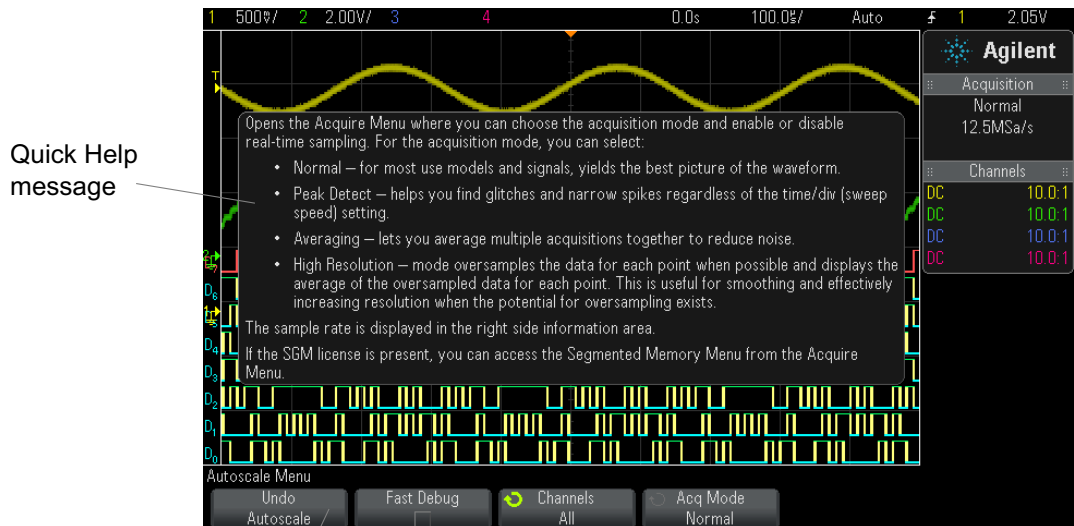 1 500▿/ 2 2.00V/ 3 4 0.0s 100.0▿/ Auto 1 2.05V
Agilent
Acquisition
Normal
12.5MSa/s
Channels
DC 10.0:1
DC 10.0:1
DC 10.0:1
DC 10.0:1
T
Quick Help
message
Opens the Acquire Menu where you can choose the acquisition mode and enable or disable
real-time sampling. For the acquisition mode, you can select:
• Normal – for most use models and signals, yields the best picture of the waveform.
• Peak Detect – helps you find glitches and narrow spikes regardless of the time/div (sweep
speed) setting.
• Averaging – lets you average multiple acquisitions together to reduce noise.
• High Resolution – mode oversamples the data for each point when possible and displays the
average of the oversampled data for each point. This is useful for smoothing and effectively
increasing resolution when the potential for oversampling exists.
The sample rate is displayed in the right side information area.
If the SGM license is present, you can access the Segmented Memory Menu from the Acquire
Menu.
D6
D4
D3
D2
D1
D0
Autoscale Menu
Undo
Autoscale
Fast Debug
Channels
All
Acq Mode
Normal